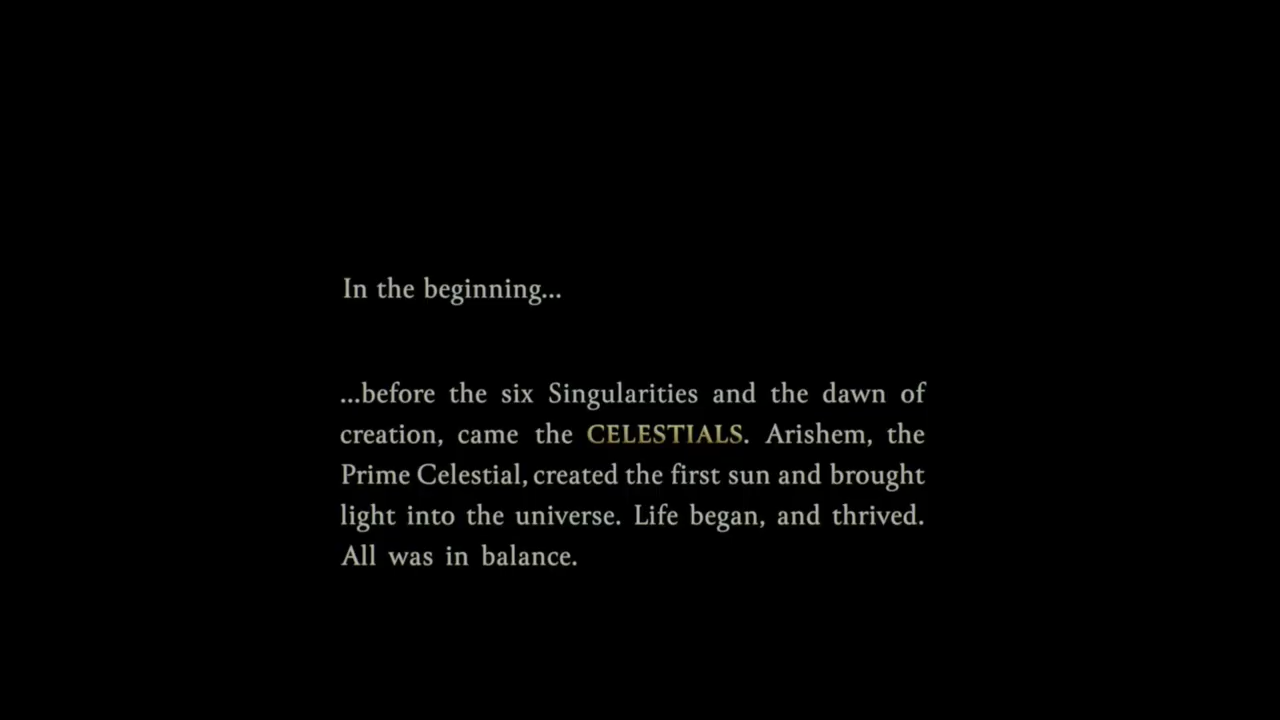 In the beginning...
...before the six Singularities and the dawn of
creation, came the CELESTIALS. Arishem, the
Prime Celestial, created the first sun and brought
light into the universe. Life began, and thrived.
All was in balance.